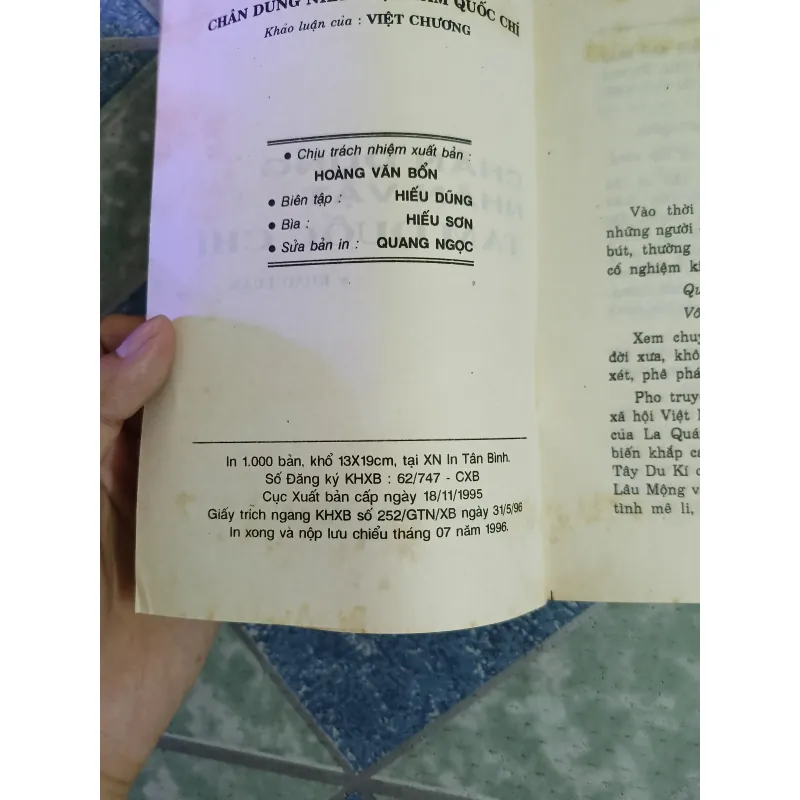 CHÂN DUNG QUỐC CHÍ
Khảo luận của : VIỆT CHƯƠNG
• Chịu trách nhiệm xuất bản :
HOÀNG VĂN BỔN
• Biên tập : HIẾU DŨNG
• Bìa : HIẾU SƠN
• Sửa bản in : QUANG NGỌC
In 1.000 bản, khổ 13X19cm, tại XN In Tân Bình.
Số Đăng ký KHXB : 62/747 - CXB
Cục Xuất bản cấp ngày 18/11/1995
Giấy trích ngang KHXB số 252/GTN/XB ngày 31/5/96
In xong và nộp lưu chiểu tháng 07 năm 1996.
Vào thời
những người
bút, thường
cổ nghiệm
Xem
đời xưa,
xét, phê
Pho
xã hội Việt
của La
biến khắp
Tây Du Kí
Lâu Mộng
tình mê li,